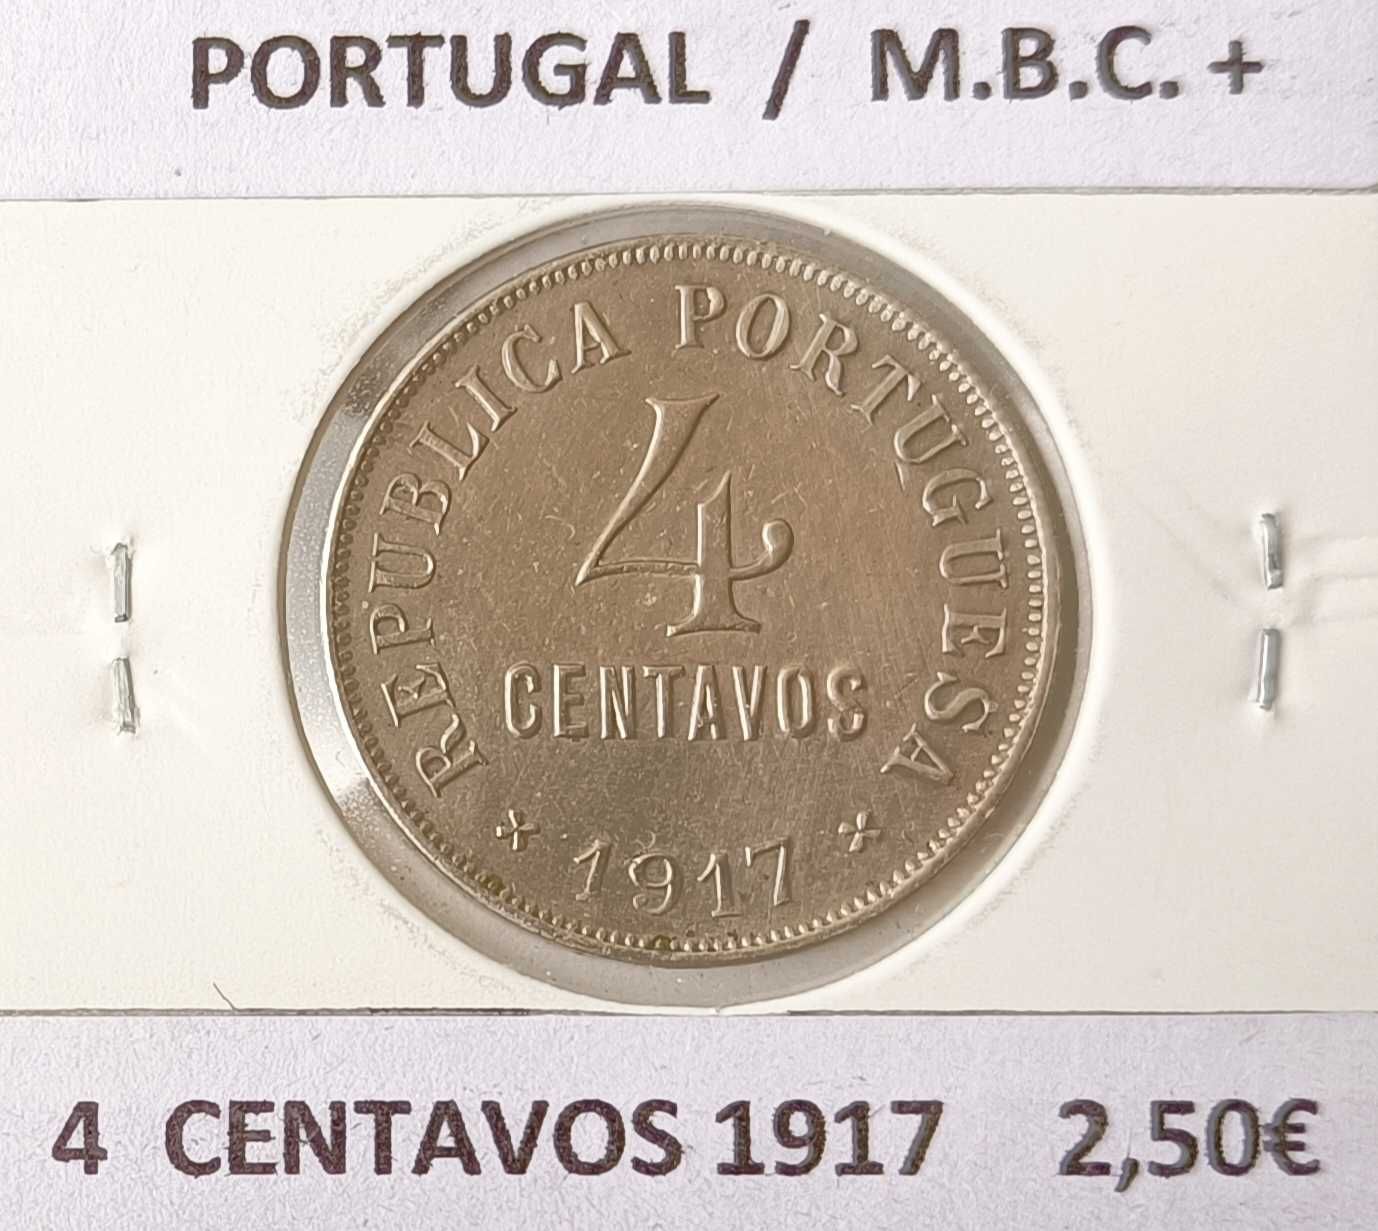 PORTUGAL / M.B.C. +
REPUBLICA PORTUGUESA
4
CENTAVOS
* 1917 *
4 CENTAVOS 1917 2,50€